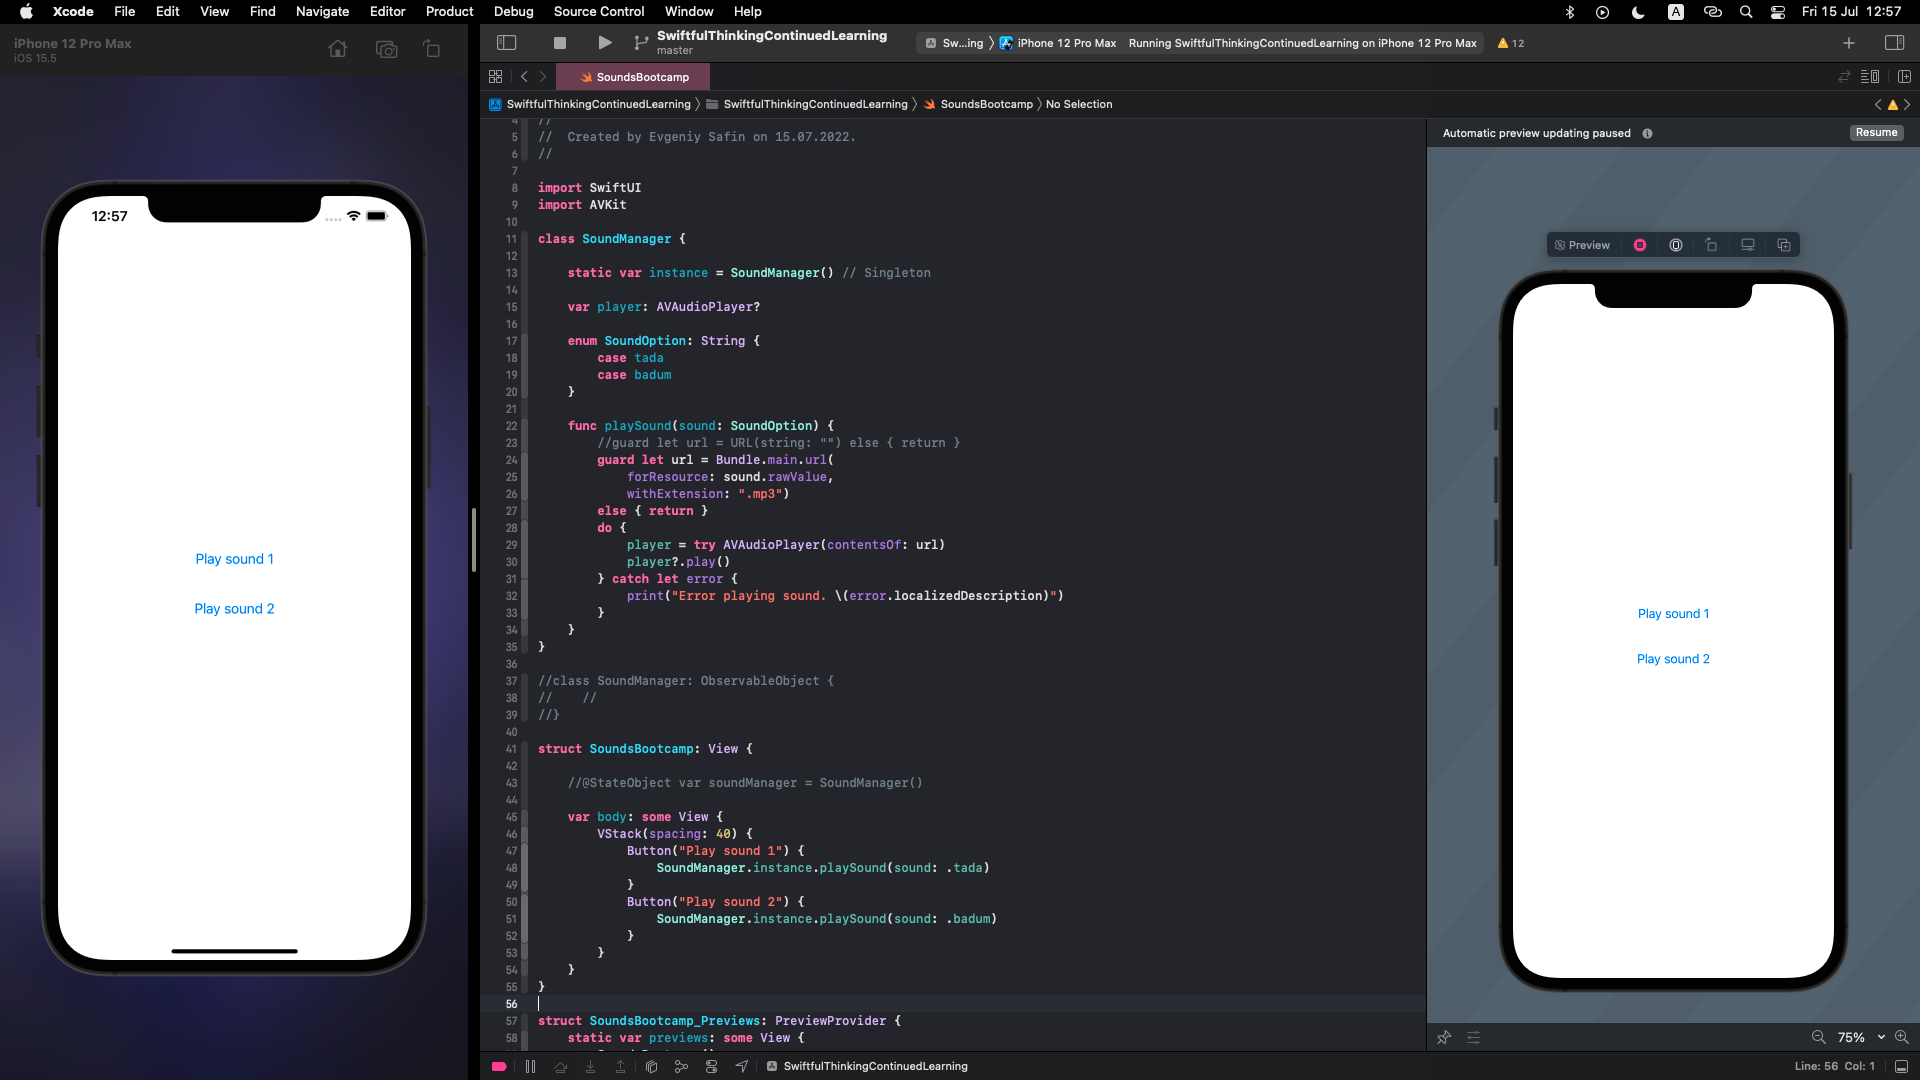 Xcode File Edit View Find Navigate Editor Product Debug Source Control Window Help
A Fri 15 Jul 12:57
iPhone 12 Pro Max
iOS 15.5
SwiftfulThinkingContinuedLearning
master
Sw...ing iPhone 12 Pro Max Running SwiftfulThinkingContinuedLearning on iPhone 12 Pro Max 12
SoundsBootcamp
SwiftfulThinkingContinuedLearning SwiftfulThinkingContinuedLearning SoundsBootcamp No Selection
4 //
5 //  Created by Evgeniy Safin on 15.07.2022.
6 //
7
8 import SwiftUI
9 import AVKit
10
11 class SoundManager {
12
13     static var instance = SoundManager() // Singleton
14
15     var player: AVAudioPlayer?
16
17     enum SoundOption: String {
18         case tada
19         case badum
20     }
21
22     func playSound(sound: SoundOption) {
23         //guard let url = URL(string: "") else { return }
24         guard let url = Bundle.main.url(
25             forResource: sound.rawValue,
26             withExtension: ".mp3")
27         else { return }
28         do {
29             player = try AVAudioPlayer(contentsOf: url)
30             player?.play()
31         } catch let error {
32             print("Error playing sound. \(error.localizedDescription)")
33         }
34     }
35 }
36
37 //class SoundManager: ObservableObject {
38 //    //
39 //}
40
41 struct SoundsBootcamp: View {
42
43     //@StateObject var soundManager = SoundManager()
44
45     var body: some View {
46         VStack(spacing: 40) {
47             Button("Play sound 1") {
48                 SoundManager.instance.playSound(sound: .tada)
49             }
50             Button("Play sound 2") {
51                 SoundManager.instance.playSound(sound: .badum)
52             }
53         }
54     }
55 }
56
57 struct SoundsBootcamp_Previews: PreviewProvider {
58     static var previews: some View {
12:57
Play sound 1
Play sound 2
Automatic preview updating paused
Resume
Preview
Play sound 1
Play sound 2
75%
SwiftfulThinkingContinuedLearning
Line: 56 Col: 1